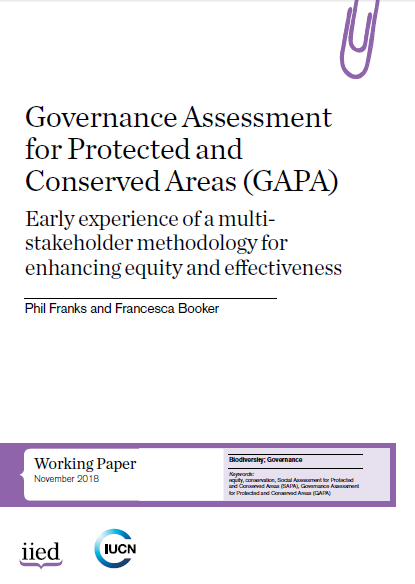 Governance Assessment
for Protected and
Conserved Areas (GAPA)
Early experience of a multi-
stakeholder methodology for
enhancing equity and effectiveness
Phil Franks and Francesca Booker
Working Paper
November 2018
Biodiversity; Governance
Keywords:
equity, conservation, Social Assessment for Protected
and Conserved Areas (SAPA), Governance Assessment
for Protected and Conserved Areas (GAPA)
iied
IUCN